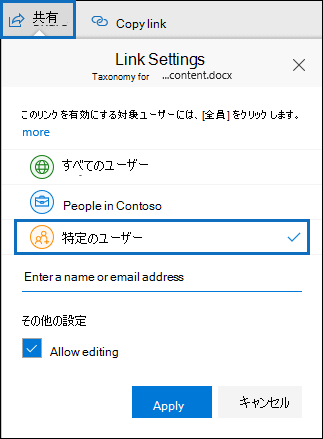 共有
Copy link
Link Settings
Taxonomy for ...content.docx
このリンクを有効にする対象ユーザーには、[全員]をクリックします。
more
すべてのユーザー
People in Contoso
特定のユーザー
Enter a name or email address
その他の設定
Allow editing
Apply
キャンセル